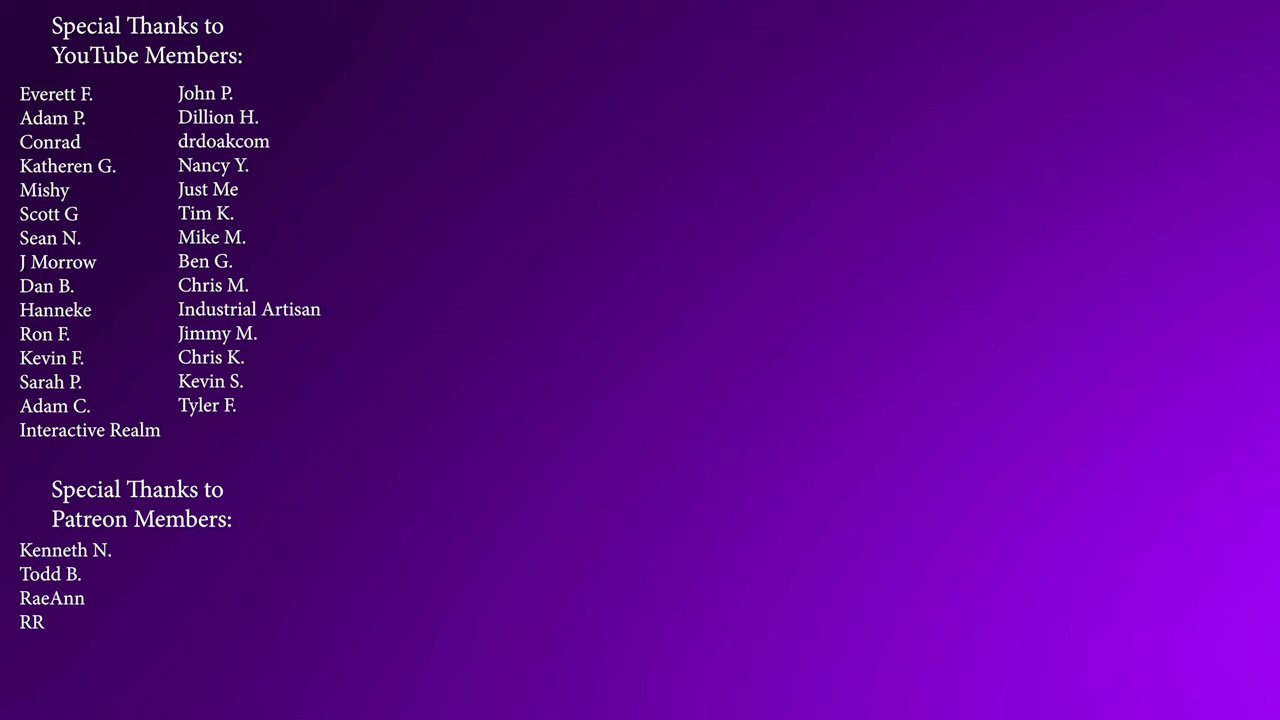 Special Thanks to
YouTube Members:
Everett F.
Adam P.
Conrad
Katheren G.
Mishy
Scott G
Sean N.
J Morrow
Dan B.
Hanneke
Ron F.
Kevin F.
Sarah P.
Adam C.
Interactive Realm
John P.
Dillion H.
drdoakcom
Nancy Y.
Just Me
Tim K.
Mike M.
Ben G.
Chris M.
Industrial Artisan
Jimmy M.
Chris K.
Kevin S.
Tyler F.
Special Thanks to
Patreon Members:
Kenneth N.
Todd B.
RaeAnn
RR